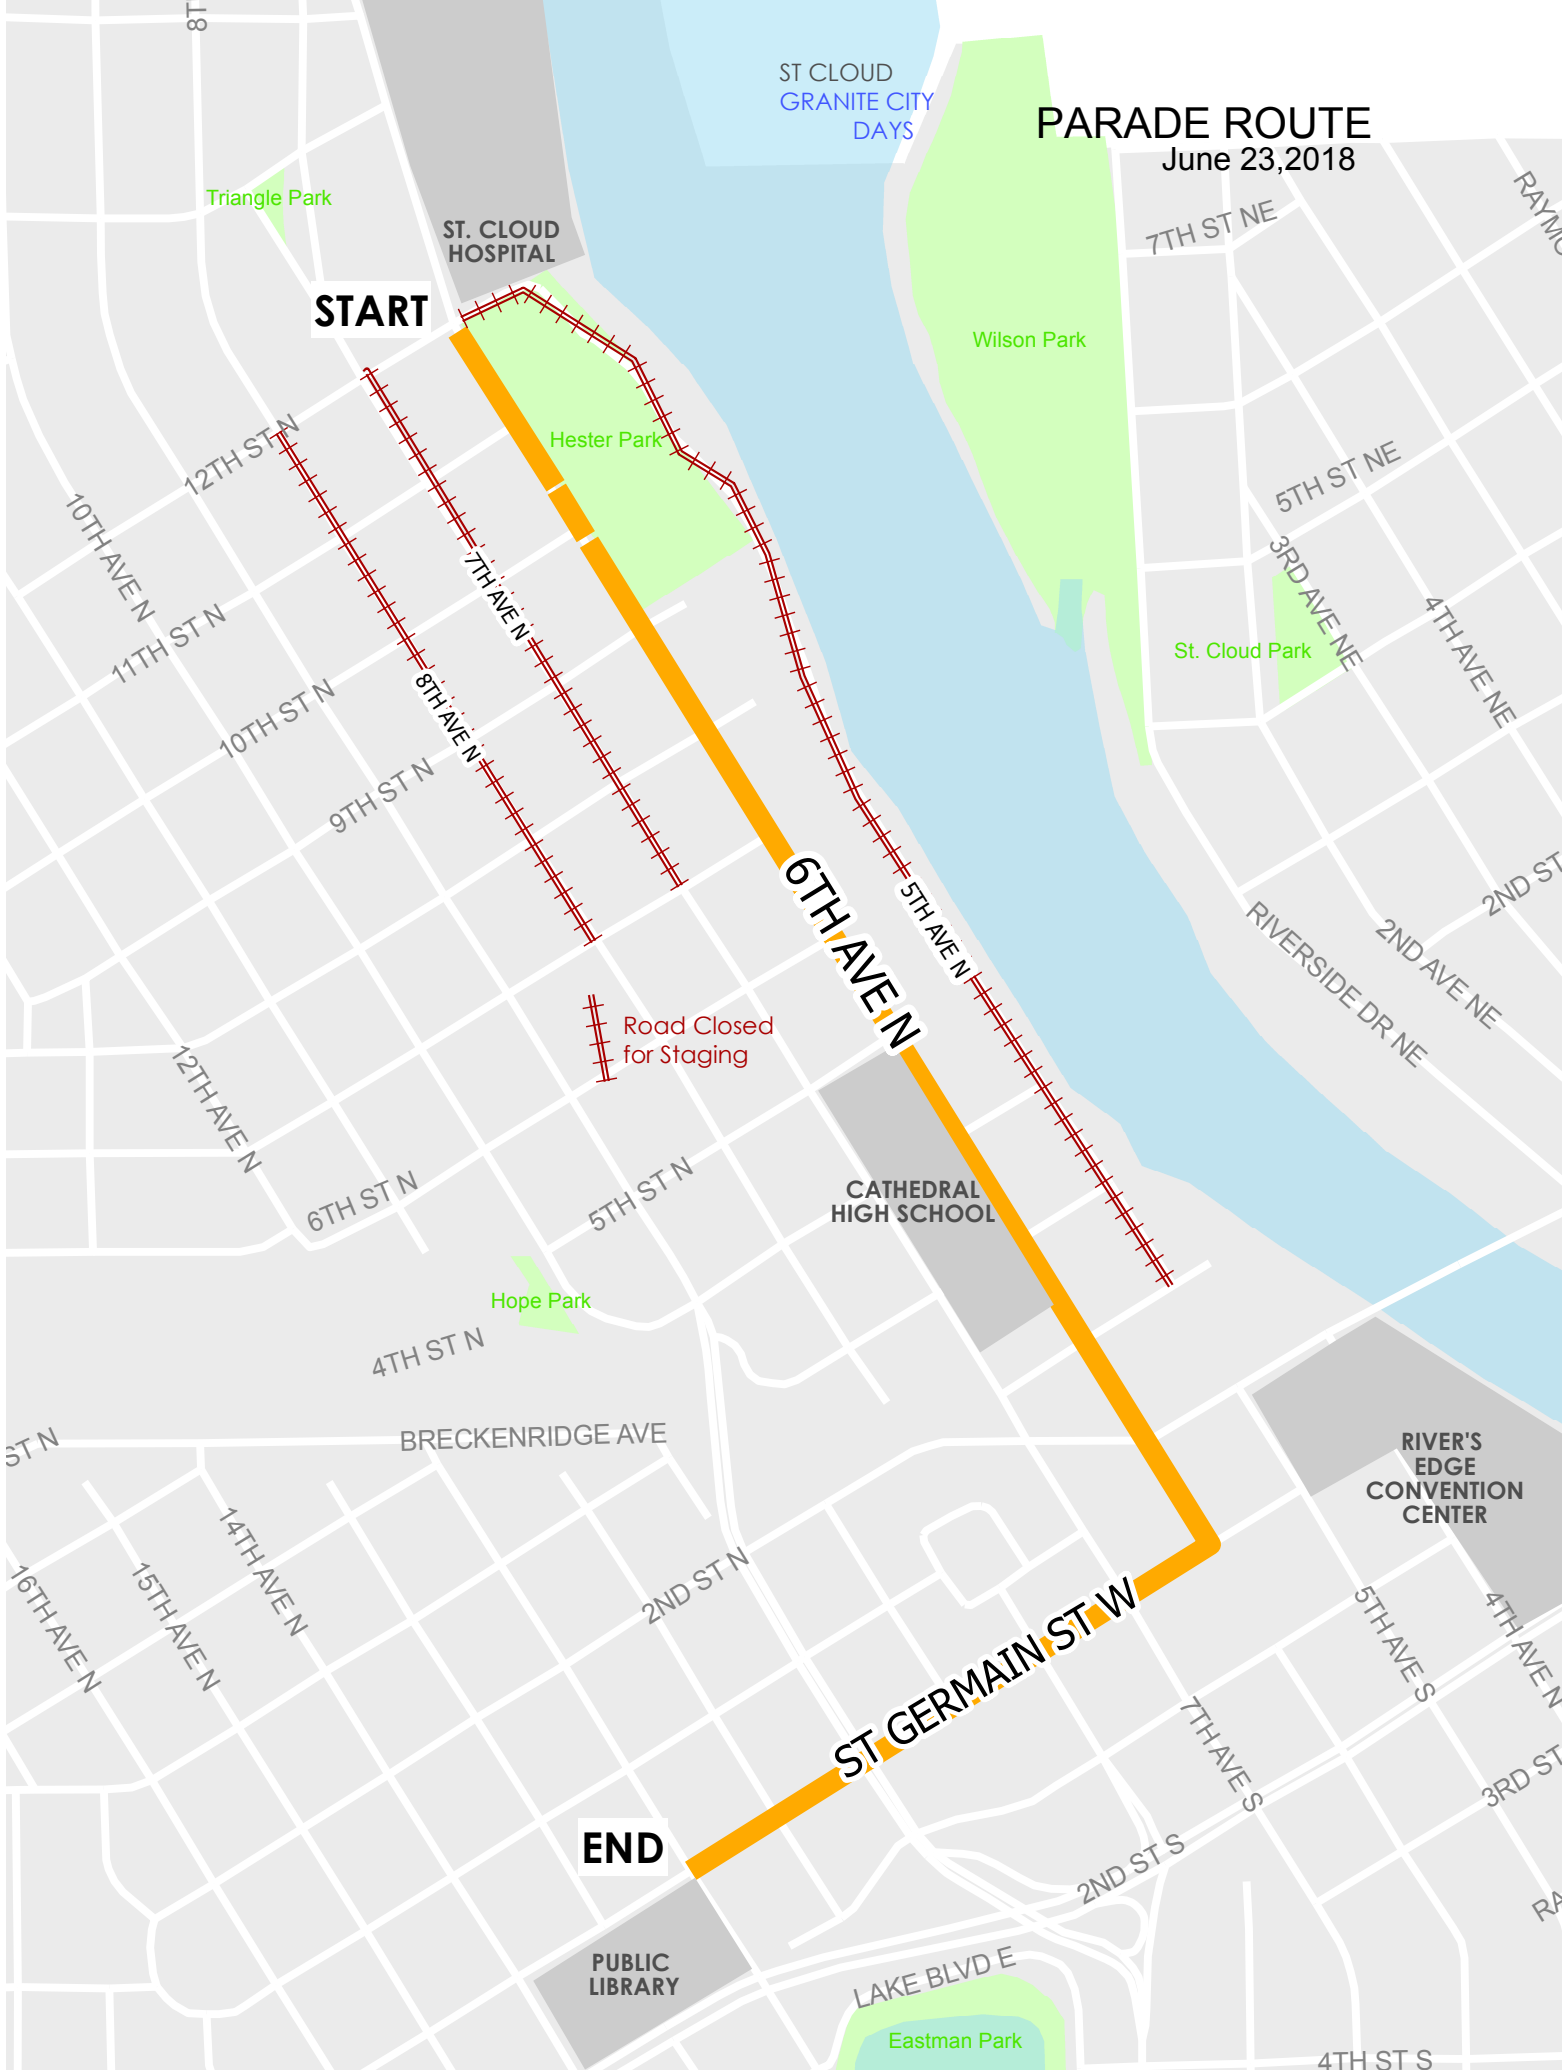 8T
ST CLOUD
GRANITE CITY
DAYS
PARADE ROUTE
June 23,2018
Triangle Park
ST. CLOUD
HOSPITAL
START
7TH ST NE
Wilson Park
Hester Park
12TH ST N
10TH AVE N
11TH ST N
7TH AVE N
8TH AVE N
10TH ST N
9TH ST N
5TH ST NE
3RD AVE NE
4TH AVE NE
St. Cloud Park
6TH AVE N
5TH AVE N
2ND ST
2ND AVE NE
RIVERSIDE DR NE
Road Closed
for Staging
12TH AVE N
6TH ST N
5TH ST N
CATHEDRAL
HIGH SCHOOL
Hope Park
4TH ST N
BRECKENRIDGE AVE
ST N
RIVER'S
EDGE
CONVENTION
CENTER
14TH AVE N
15TH AVE N
16TH AVE N
2ND ST N
ST GERMAIN ST W
5TH AVE S
4TH AVE N
7TH AVE S
3RD ST
END
2ND ST S
PUBLIC
LIBRARY
LAKE BLVD E
Eastman Park
4TH ST S